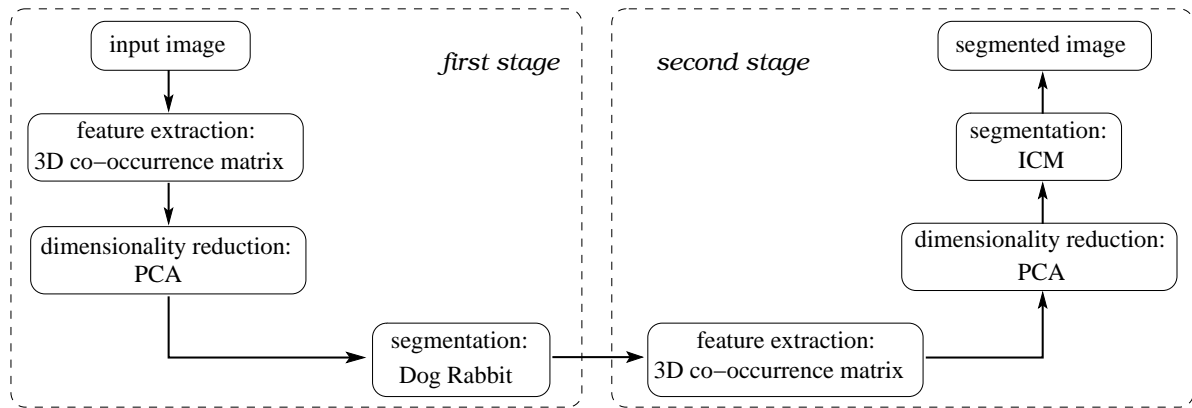 input image
first stage
feature extraction:
3D co−occurrence matrix
dimensionality reduction:
PCA
segmentation:
Dog Rabbit
second stage
feature extraction:
3D co−occurrence matrix
dimensionality reduction:
PCA
segmentation:
ICM
segmented image